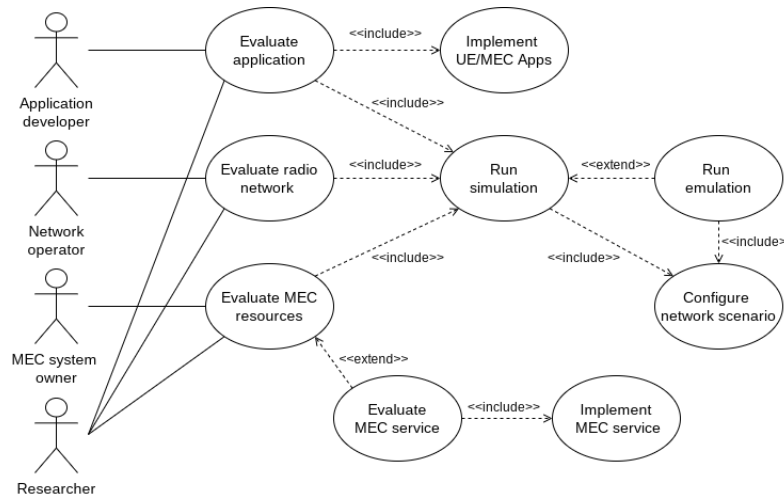 Evaluate
application
<<include>>
Implement
UE/MEC Apps
Application
developer
<<include>>
Evaluate radio
network
<<include>>
Run
simulation
<<extend>>
Run
emulation
Network
operator
<<include>>
<<include>>
<<include>>
Evaluate MEC
resources
Configure
network scenario
MEC system
owner
<<extend>>
Evaluate
MEC service
<<include>>
Implement
MEC service
Researcher